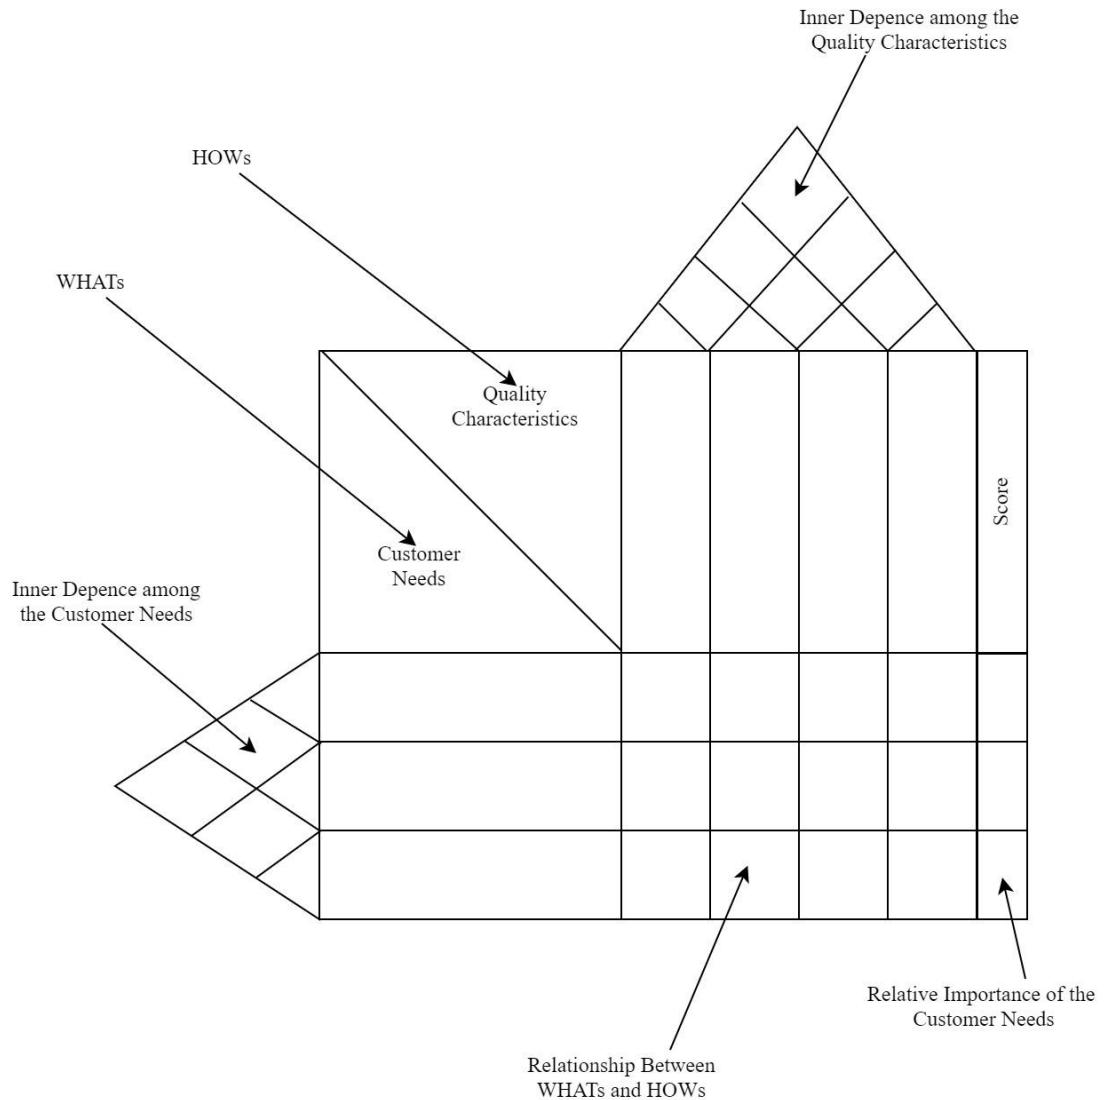 Inner Depence among the
Quality Characteristics
HOWs
WHATs
Quality
Characteristics
Score
Customer
Needs
Inner Depence among
the Customer Needs
Relative Importance of the
Customer Needs
Relationship Between
WHATs and HOWs